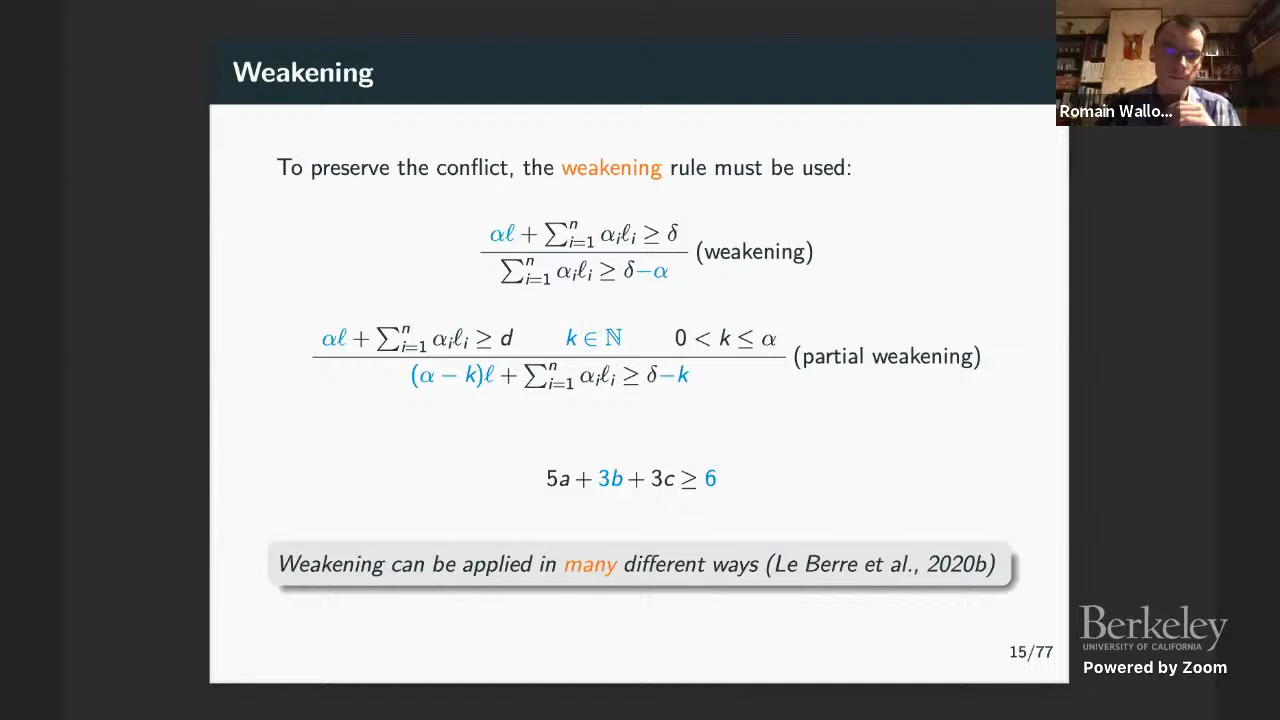 Weakening
Romain Wallo...
To preserve the conflict, the weakening rule must be used:
αℓ + ∑ⁿᵢ₌₁ αᵢℓᵢ ≥ δ
(weakening)
∑ⁿᵢ₌₁ αᵢℓᵢ ≥ δ−α
αℓ + ∑ⁿᵢ₌₁ αᵢℓᵢ ≥ d k ∈ ℕ 0 < k ≤ α
(partial weakening)
(α − k)ℓ + ∑ⁿᵢ₌₁ αᵢℓᵢ ≥ δ−k
5a + 3b + 3c ≥ 6
Weakening can be applied in many different ways (Le Berre et al., 2020b)
15/77
Berkeley
UNIVERSITY OF CALIFORNIA
Powered by Zoom